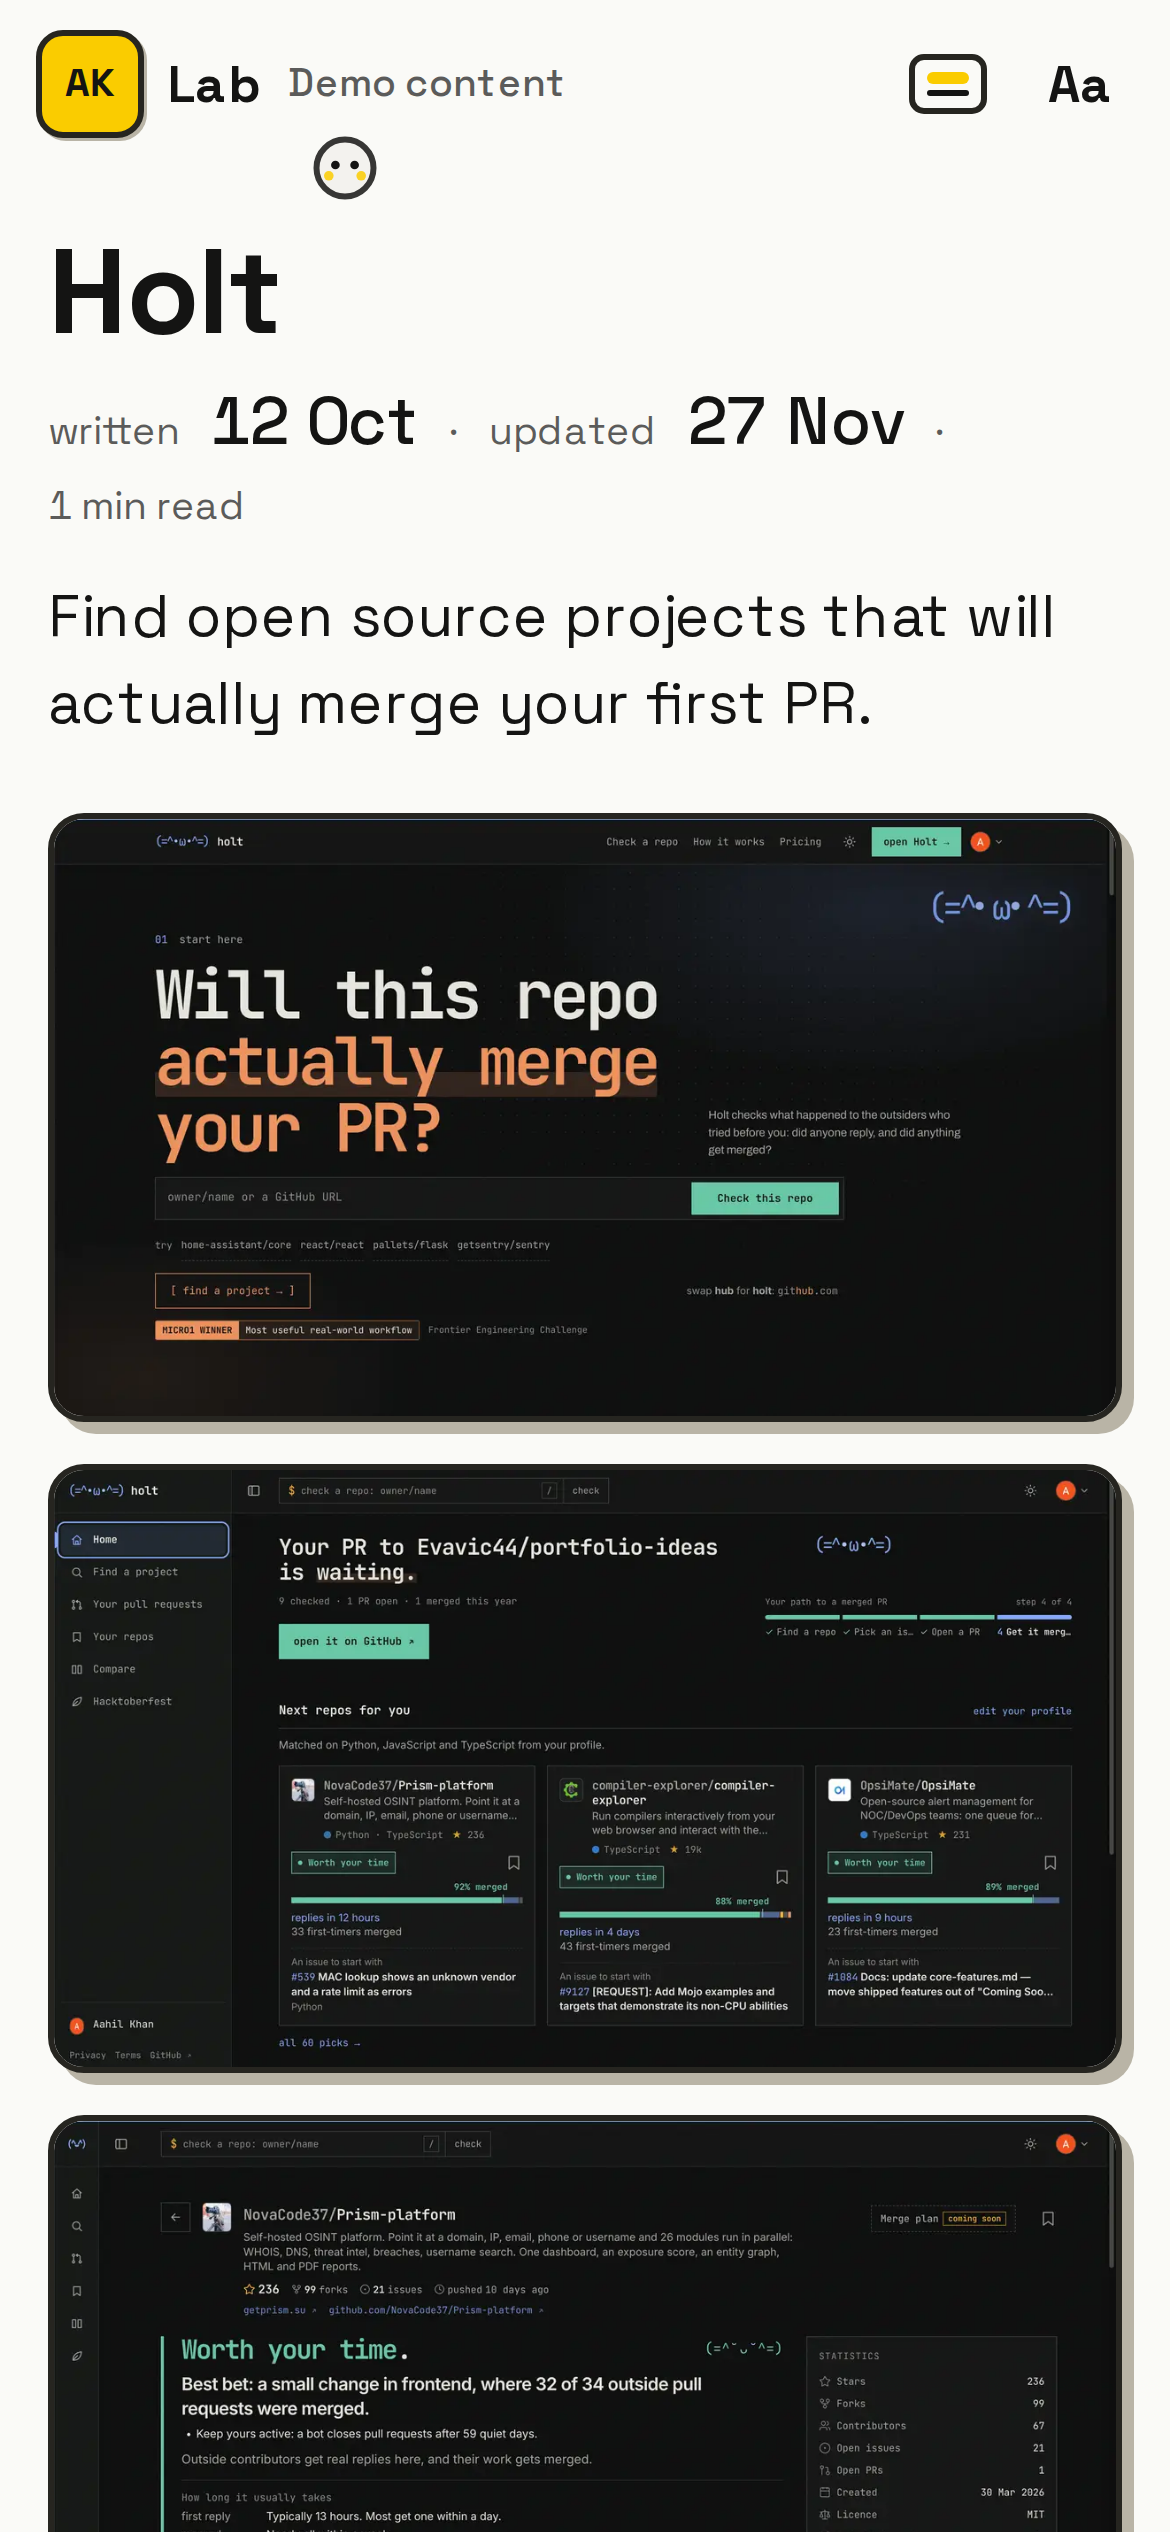 AK Lab Demo content Aa
Holt
written 12 Oct · updated 27 Nov ·
1 min read
Find open source projects that will
actually merge your first PR.
(=^•ω•^=) holt Check a repo How it works Pricing open Holt → A
(=^• ω• ^=)
01 start here
Will this repo
actually merge
your PR?
Holt checks what happened to the outsiders who
tried before you: did anyone reply, and did anything
get merged?
owner/name or a GitHub URL Check this repo
try home-assistant/core react/react pallets/flask getsentry/sentry
[ find a project → ] swap hub for holt: github.com
MICRO1 WINNER Most useful real-world workflow Frontier Engineering Challenge
(=^•ω•^=) holt $ check a repo: owner/name / check A
Home
Find a project
Your pull requests
Your repos
Compare
Hacktoberfest
Aahil Khan
Privacy Terms GitHub ↗
Your PR to Evavic44/portfolio-ideas
is waiting.
(=^•ω•^=)
9 checked · 1 PR open · 1 merged this year
open it on GitHub ↗
Your path to a merged PR step 4 of 4
✓ Find a repo ✓ Pick an is… ✓ Open a PR 4 Get it merg…
Next repos for you edit your profile
Matched on Python, JavaScript and TypeScript from your profile.
NovaCode37/Prism-platform
Self-hosted OSINT platform. Point it at a
domain, IP, email, phone or username...
Python · TypeScript ★ 236
Worth your time
92% merged
replies in 12 hours
33 first-timers merged
An issue to start with
#539 MAC lookup shows an unknown vendor
and a rate limit as errors
Python
compiler-explorer/compiler-
explorer
Run compilers interactively from your
web browser and interact with the...
TypeScript ★ 19k
Worth your time
88% merged
replies in 4 days
43 first-timers merged
An issue to start with
#9127 [REQUEST]: Add Mojo examples and
targets that demonstrate its non-CPU abilities
OpsiMate/OpsiMate
Open-source alert management for
NOC/DevOps teams: one queue for...
TypeScript ★ 231
Worth your time
89% merged
replies in 9 hours
23 first-timers merged
An issue to start with
#1084 Docs: update core-features.md —
move shipped features out of "Coming Soo...
all 60 picks →
$ check a repo: owner/name / check A
NovaCode37/Prism-platform Merge plan coming soon
Self-hosted OSINT platform. Point it at a domain, IP, email, phone or username and 26 modules run in parallel:
WHOIS, DNS, threat intel, breaches, username search. One dashboard, an exposure score, an entity graph,
HTML and PDF reports.
236 99 forks 21 issues pushed 10 days ago
getprism.su ↗ github.com/NovaCode37/Prism-platform ↗
Worth your time.
Best bet: a small change in frontend, where 32 of 34 outside pull
requests were merged.
• Keep yours active: a bot closes pull requests after 59 quiet days.
Outside contributors get real replies here, and their work gets merged.
How long it usually takes
first reply Typically 13 hours. Most get one within a day.
STATISTICS
Stars 236
Forks 99
Contributors 67
Open issues 21
Open PRs 1
Created 30 Mar 2026
Licence MIT